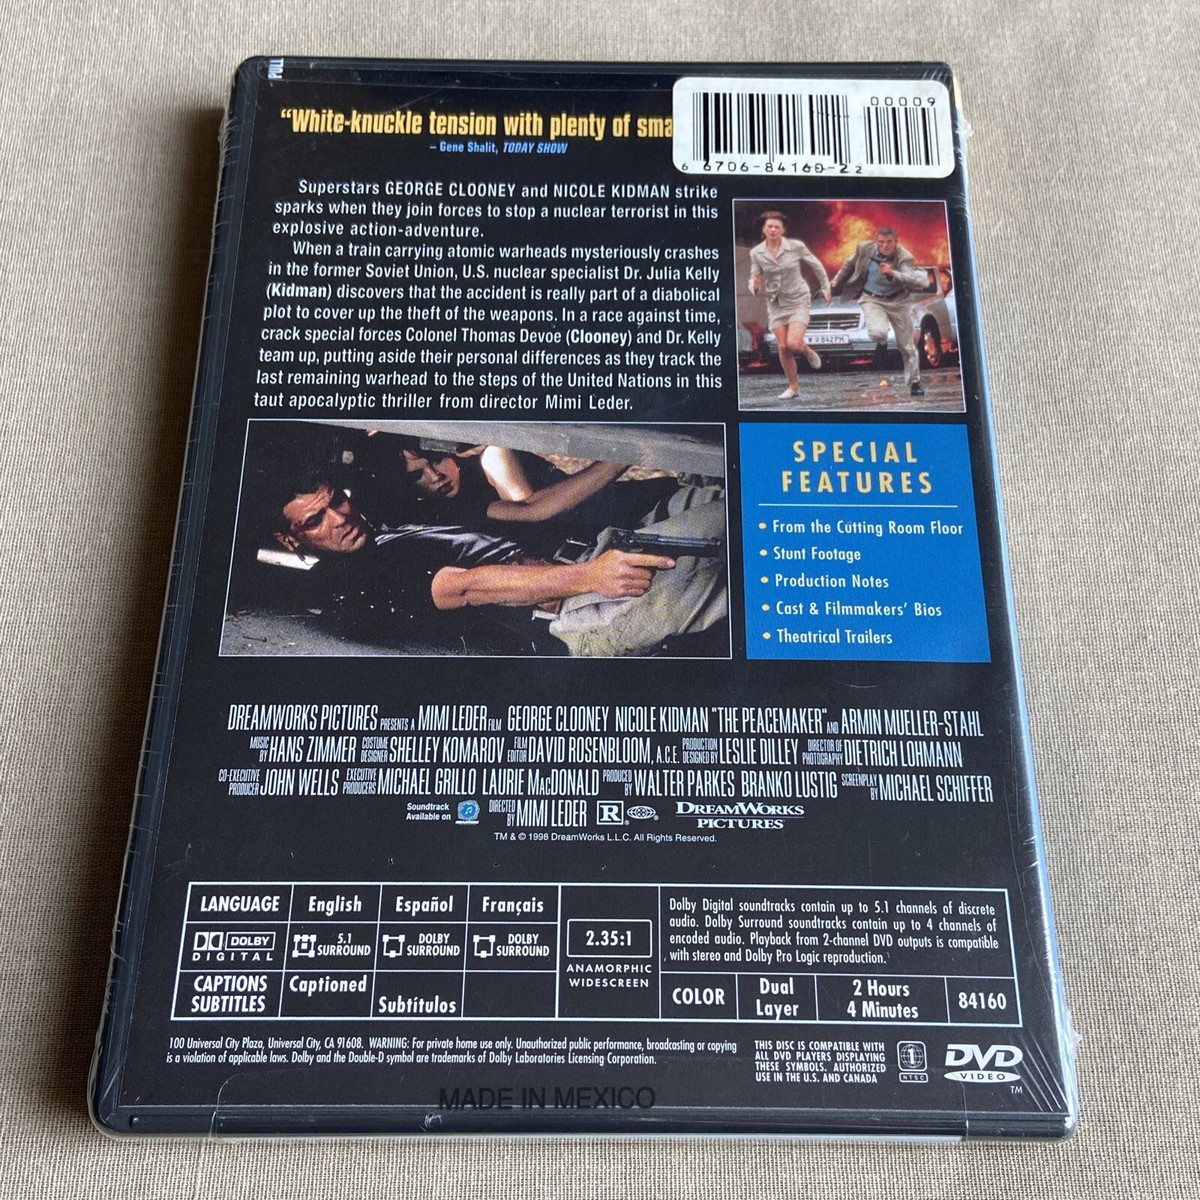 PULL
“White-knuckle tension with plenty of sma
– Gene Shalit, TODAY SHOW
00009
6 6706-84160-2 2
Superstars GEORGE CLOONEY and NICOLE KIDMAN strike
sparks when they join forces to stop a nuclear terrorist in this
explosive action-adventure.
When a train carrying atomic warheads mysteriously crashes
in the former Soviet Union, U.S. nuclear specialist Dr. Julia Kelly
(Kidman) discovers that the accident is really part of a diabolical
plot to cover up the theft of the weapons. In a race against time,
crack special forces Colonel Thomas Devoe (Clooney) and Dr. Kelly
team up, putting aside their personal differences as they track the
last remaining warhead to the steps of the United Nations in this
taut apocalyptic thriller from director Mimi Leder.
SPECIAL
FEATURES
• From the Cutting Room Floor
• Stunt Footage
• Production Notes
• Cast & Filmmakers' Bios
• Theatrical Trailers
DREAMWORKS PICTURES PRESENTS A MIMI LEDER FILM GEORGE CLOONEY NICOLE KIDMAN "THE PEACEMAKER" AND ARMIN MUELLER-STAHL
MUSIC BY HANS ZIMMER COSTUME DESIGNER SHELLEY KOMAROV FILM EDITOR DAVID ROSENBLOOM, A.C.E. PRODUCTION DESIGNED BY LESLIE DILLEY DIRECTOR OF PHOTOGRAPHY DIETRICH LOHMANN
CO-EXECUTIVE PRODUCER JOHN WELLS EXECUTIVE PRODUCERS MICHAEL GRILLO LAURIE MacDONALD PRODUCED BY WALTER PARKES BRANKO LUSTIG SCREENPLAY BY MICHAEL SCHIFFER
Soundtrack Available on DIRECTED BY MIMI LEDER R DREAMWORKS PICTURES
TM & © 1998 DreamWorks L.L.C. All Rights Reserved.
LANGUAGE English Español Français
DOLBY DIGITAL 5.1 SURROUND DOLBY SURROUND DOLBY SURROUND
CAPTIONS SUBTITLES Captioned Subtítulos
2.35:1
ANAMORPHIC
WIDESCREEN
Dolby Digital soundtracks contain up to 5.1 channels of discrete
audio. Dolby Surround soundtracks contain up to 4 channels of
encoded audio. Playback from 2-channel DVD outputs is compatible
with stereo and Dolby Pro Logic reproduction.
COLOR Dual Layer 2 Hours 4 Minutes 84160
100 Universal City Plaza, Universal City, CA 91608. WARNING: For private home use only. Unauthorized public performance, broadcasting or copying
is a violation of applicable laws. Dolby and the Double-D symbol are trademarks of Dolby Laboratories Licensing Corporation.
THIS DISC IS COMPATIBLE WITH
ALL DVD PLAYERS DISPLAYING
THESE SYMBOLS. AUTHORIZED
USE IN THE U.S. AND CANADA
1
NTSC
DVD
VIDEO
TM
MADE IN MEXICO